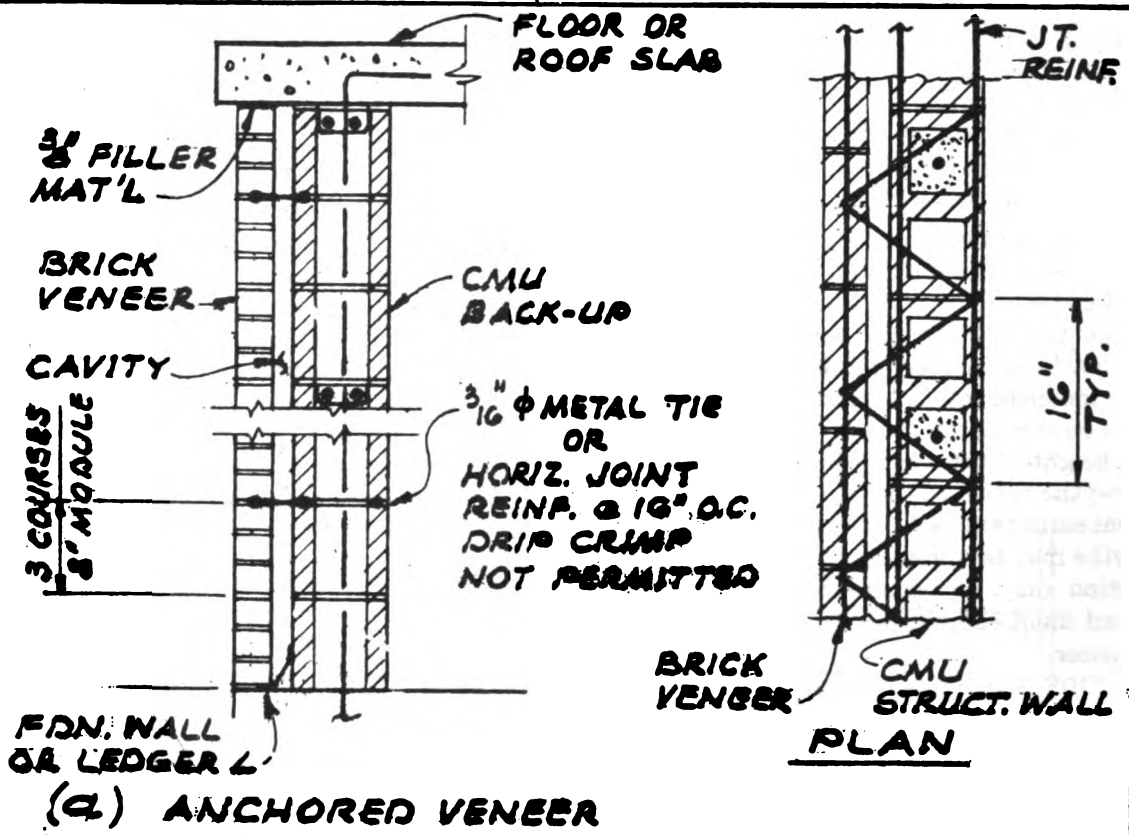 FLOOR OR
ROOF SLAB
3/8" FILLER
MAT'L
BRICK
VENEER
CAVITY
3 COURSES
8" MODULE
CMU
BACK-UP
3/16" φ METAL TIE
OR
HORIZ. JOINT
REINF. @ 16" O.C.
DRIP CRIMP
NOT PERMITTED
FDN. WALL
OR LEDGER L
(a) ANCHORED VENEER
JT.
REINF.
16"
TYP.
BRICK
VENEER
CMU
STRUCT. WALL
PLAN